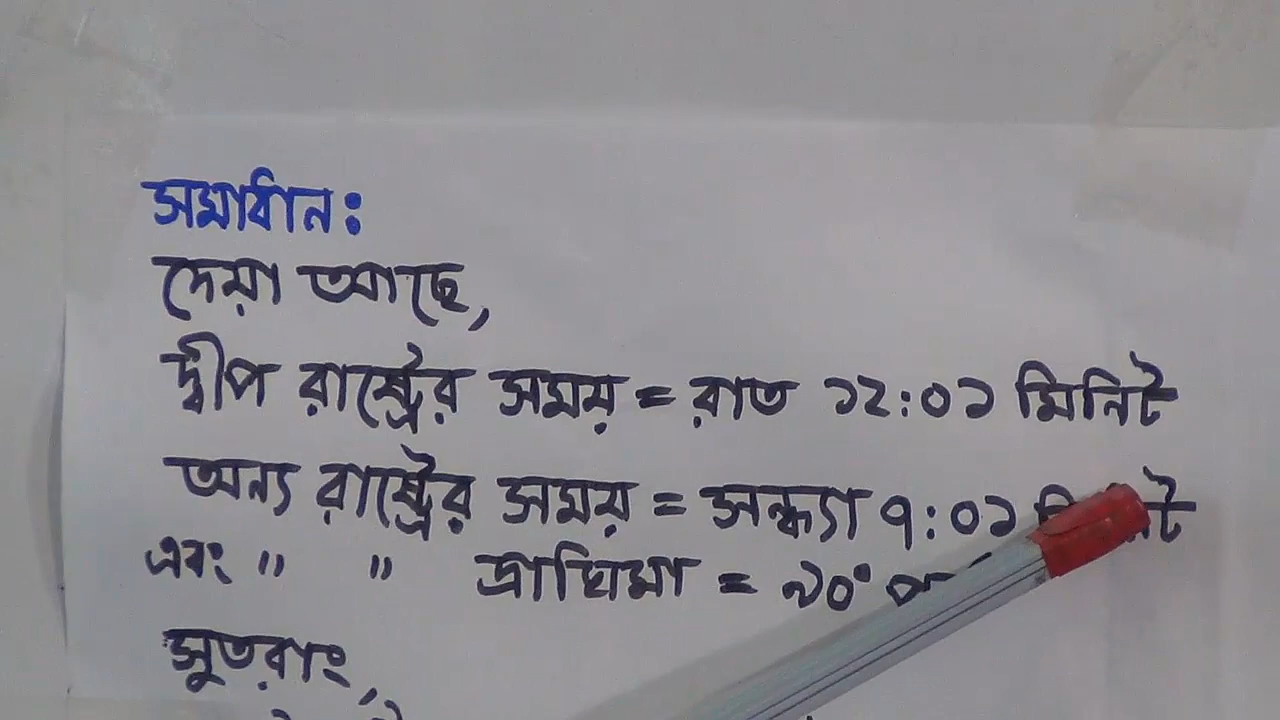 সমাধান:
দেয়া আছে,
দ্বীপ রাষ্ট্রের সময় = রাত ১২:০১ মিনিট
অন্য রাষ্ট্রের সময় = সন্ধ্যা ৭:০১
এবং " " দ্রাঘিমা = ৯০°
সুতরাং,